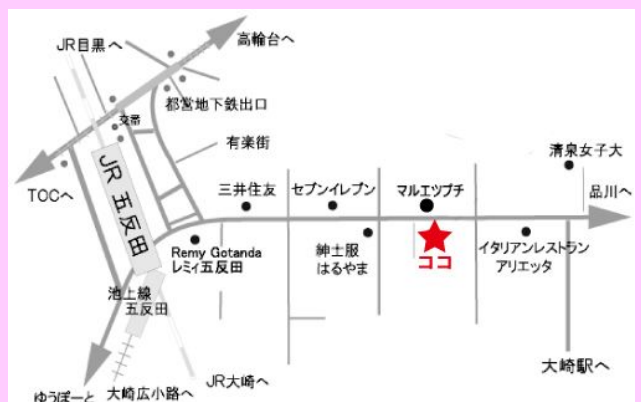 JR目黒へ
高輪台へ
都営地下鉄出口
交番
有楽街
清泉女子大
TOCへ
JR 五反田
三井住友
セブンイレブン
マルエツプチ
品川へ
Remy Gotanda
レミィ五反田
紳士服
はるやま
ココ
イタリアンレストラン
アリエッタ
池上線
五反田
大崎駅へ
JR大崎へ
ゆうぽーと
大崎広小路へ